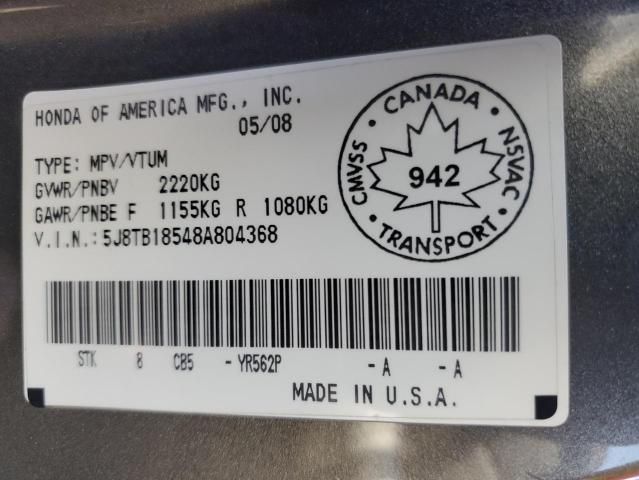 HONDA OF AMERICA MFG., INC.
05/08
TYPE: MPV/VTUM
GVWR/PNBV 2220KG
GAWR/PNBE F 1155KG R 1080KG
V.I.N.:5J8TB18548A804368
CANADA
CMVSS
942
NSVAC
TRANSPORT
STK 8 CB5 - YR562P - A - A
MADE IN U.S.A.